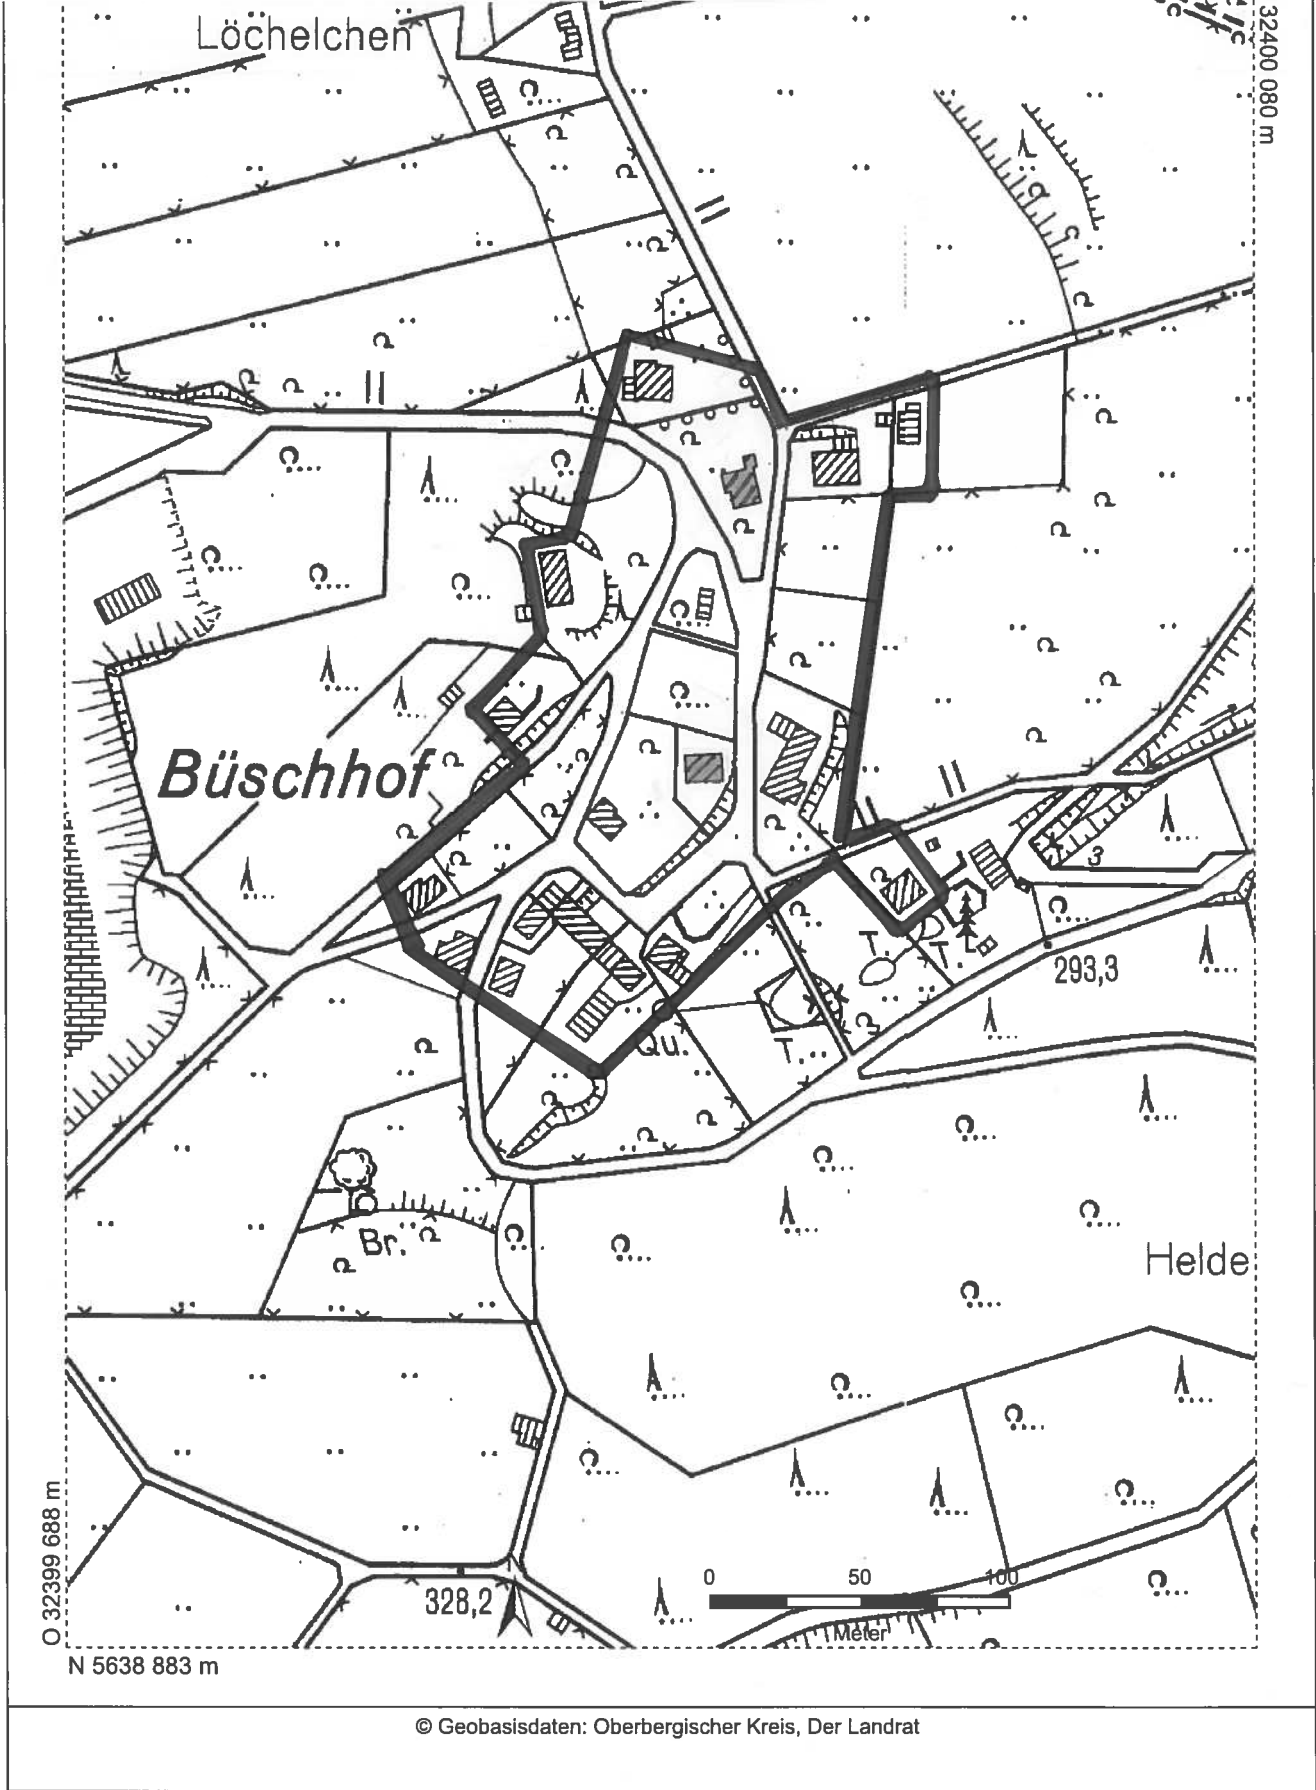 Löchelchen
32400 080 m
Büschhof
3
T.
T.
293,3
Qu.
T...
Br.
Helde
0 50 100
Meter
328,2
O 32399 688 m
N 5638 883 m
© Geobasisdaten: Oberbergischer Kreis, Der Landrat